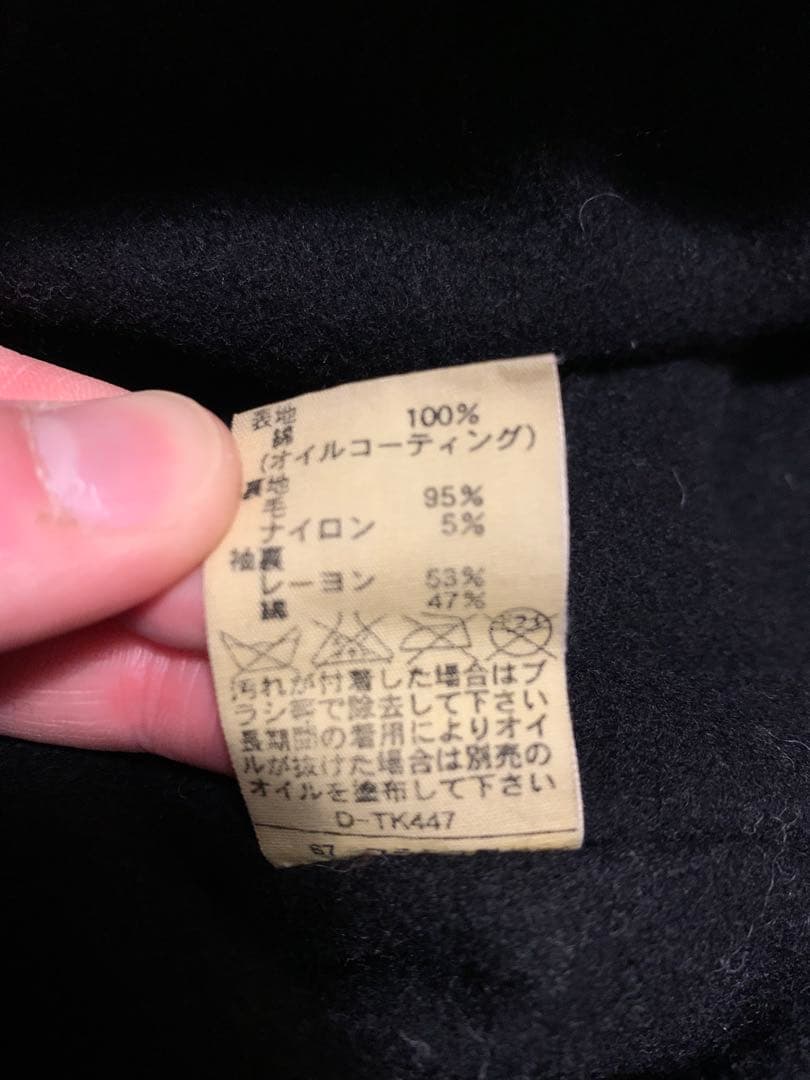 表地
綿 100%
(オイルコーティング)
裏地
毛 95%
ナイロン 5%
袖裏
レーヨン 53%
綿 47%
汚れが付着した場合はブ
ラシ等で除去して下さい
長期間の着用によりオイ
ルが抜けた場合は別売の
オイルを塗布して下さい
D-TK447
67